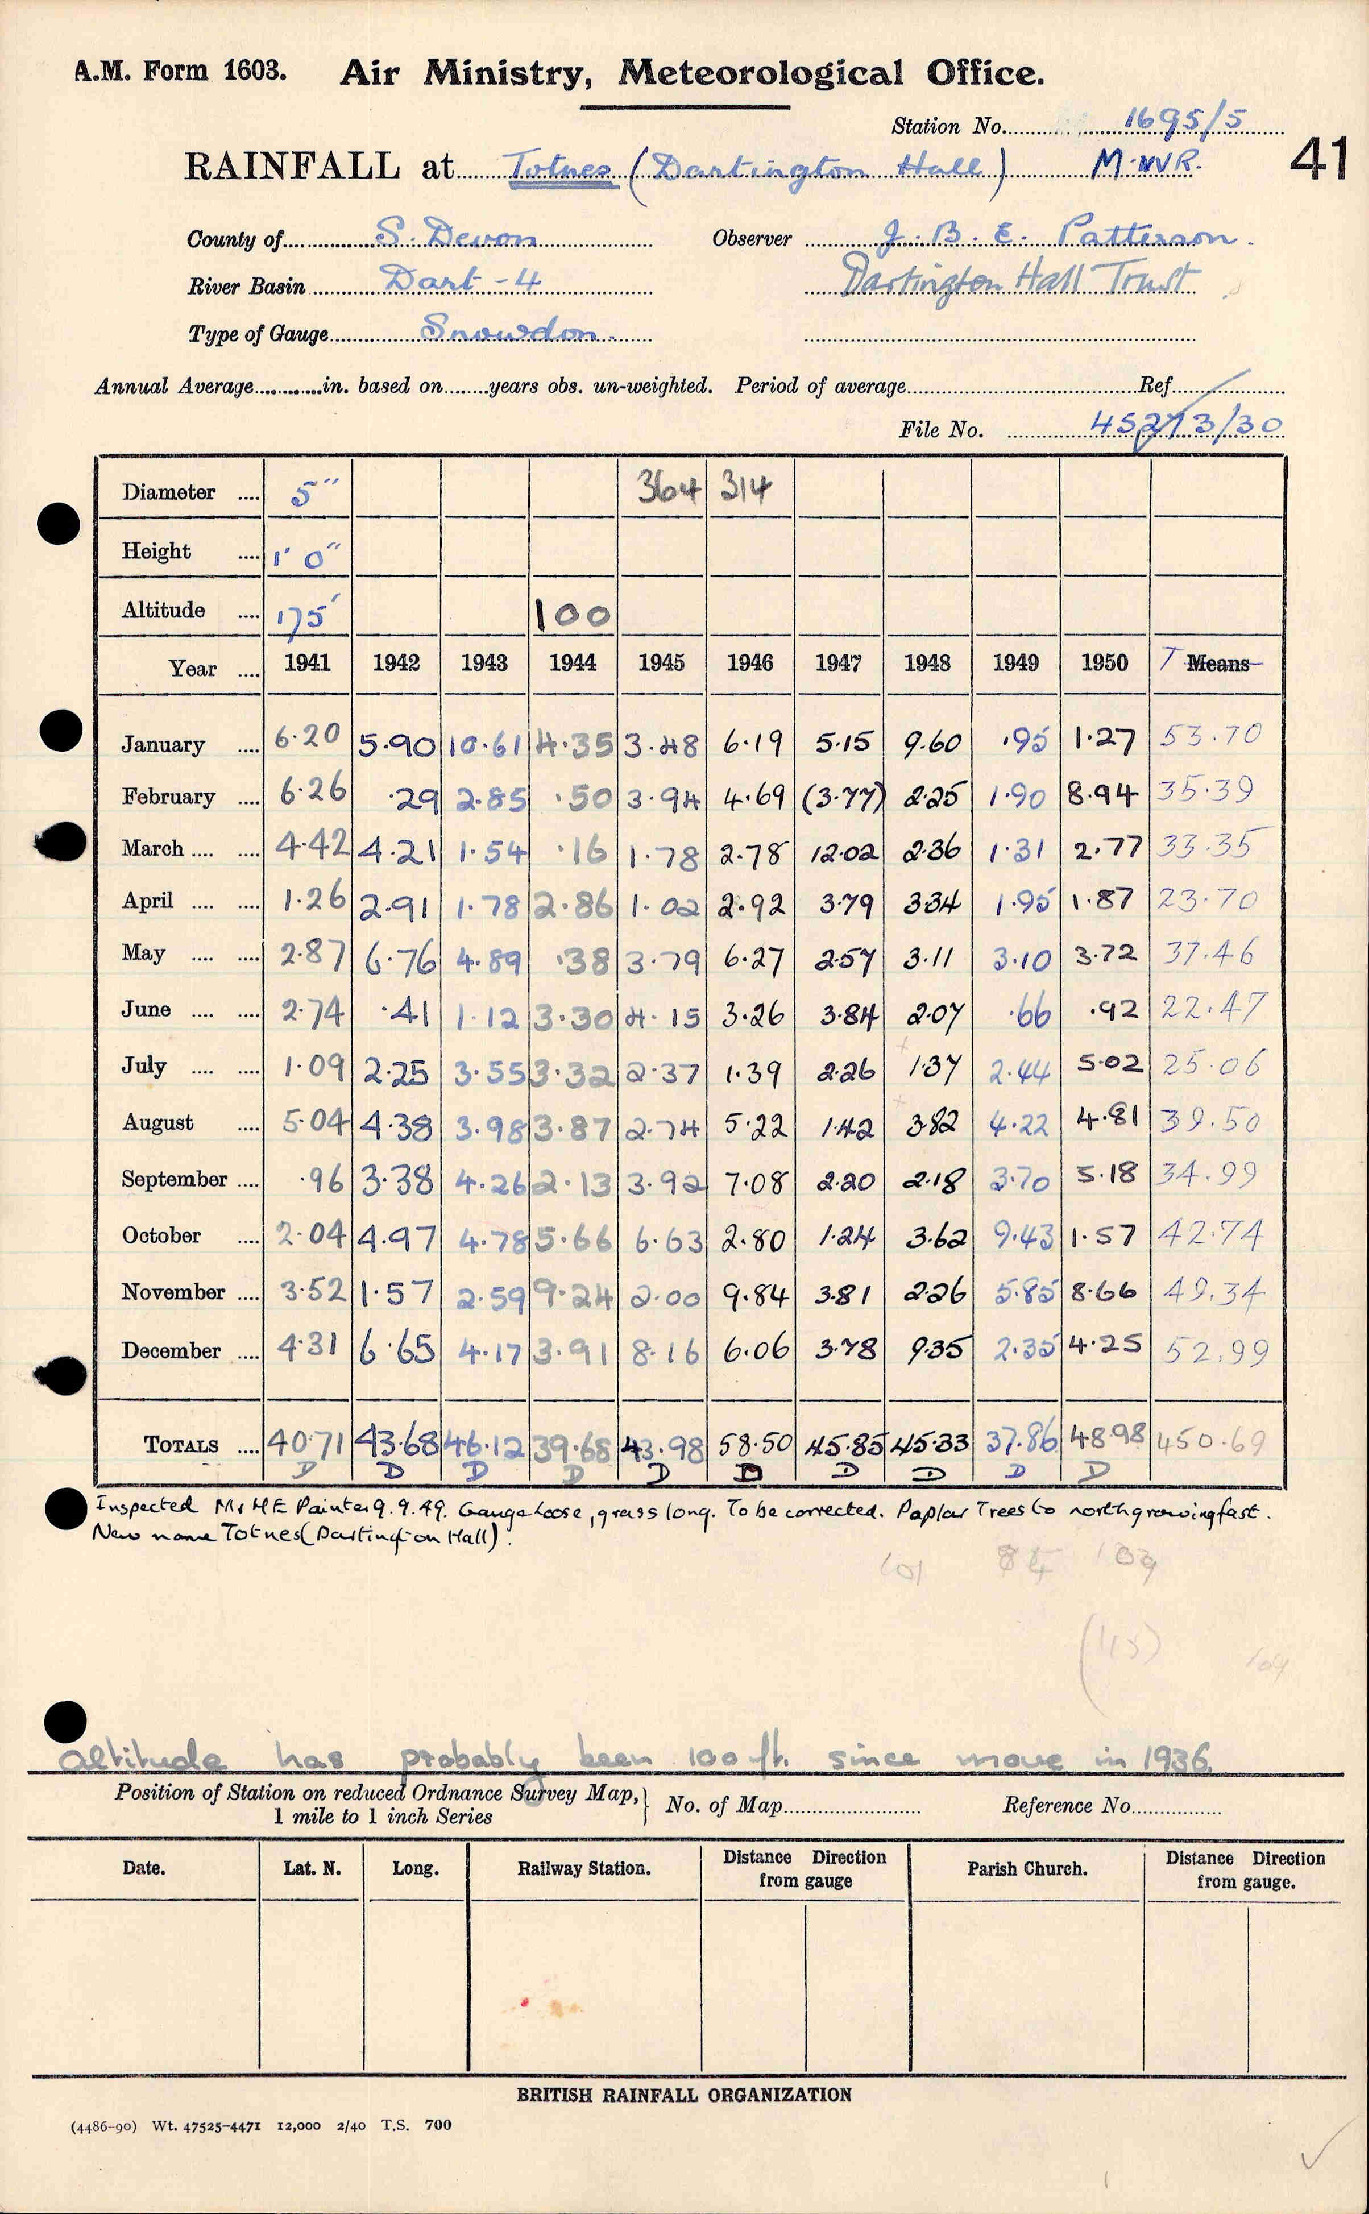 A.M. Form 1603. Air Ministry, Meteorological Office.
Station No. 1695/5
RAINFALL at Totnes (Dartington Hall) M.WR. 41
County of S. Devon Observer J. B. E. Patterson.
River Basin Dart - 4 Dartington Hall Trust
Type of Gauge Snowdon.
Annual Average in. based on years obs. un-weighted. Period of average Ref
File No. 45273/30
Diameter 5" 364 314
Height 1' 0"
Altitude 175' 100
Year 1941 1942 1943 1944 1945 1946 1947 1948 1949 1950 T Means
January 6.20 5.90 10.61 4.35 3.48 6.19 5.15 9.60 .95 1.27 53.70
February 6.26 .29 2.85 .50 3.94 4.69 (3.77) 2.25 1.90 8.94 35.39
March 4.42 4.21 1.54 .16 1.78 2.78 12.02 2.36 1.31 2.77 33.35
April 1.26 2.91 1.78 2.86 1.02 2.92 3.79 3.34 1.95 1.87 23.70
May 2.87 6.76 4.89 .38 3.79 6.27 2.57 3.11 3.10 3.72 37.46
June 2.74 .41 1.12 3.30 4.15 3.26 3.84 2.07 .66 .92 22.47
July 1.09 2.25 3.55 3.32 2.37 1.39 2.26 1.37 2.44 5.02 25.06
August 5.04 4.38 3.98 3.87 2.74 5.22 1.42 3.82 4.22 4.81 39.50
September .96 3.38 4.26 2.13 3.92 7.08 2.20 2.18 3.70 5.18 34.99
October 2.04 4.97 4.78 5.66 6.63 2.80 1.24 3.62 9.43 1.57 42.74
November 3.52 1.57 2.59 9.24 2.00 9.84 3.81 2.26 5.85 8.66 49.34
December 4.31 6.65 4.17 3.91 8.16 6.06 3.78 9.35 2.35 4.25 52.99
TOTALS 40.71 43.68 46.12 39.68 43.98 58.50 45.85 45.33 37.86 48.98 450.69
D D D D D D D D D D
Inspected Mr H E Painter 9.9.49. Gauge loose, grass long. To be corrected. Poplar Trees to north growing fast.
New name Totnes (Dartington Hall).
101 84 109
(113) 104
Altitude has probably been 100 ft. since move in 1936.
Position of Station on reduced Ordnance Survey Map, No. of Map Reference No.
1 mile to 1 inch Series
Date. Lat. N. Long. Railway Station. Distance Direction from gauge Parish Church. Distance Direction from gauge.
BRITISH RAINFALL ORGANIZATION
(4486-90) Wt. 47525-4471 12,000 2/40 T.S. 700